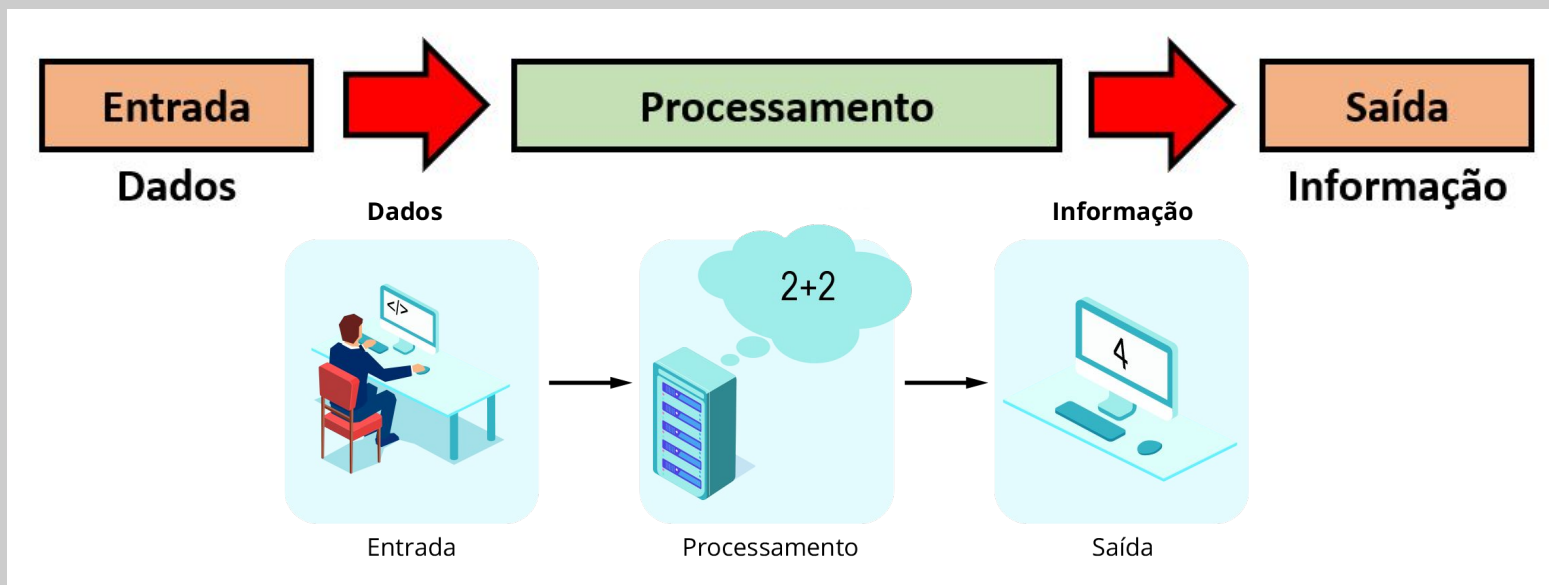 Entrada
Processamento
Saída
Dados
Informação
Dados
Informação
</>
2+2
4
Entrada
Processamento
Saída